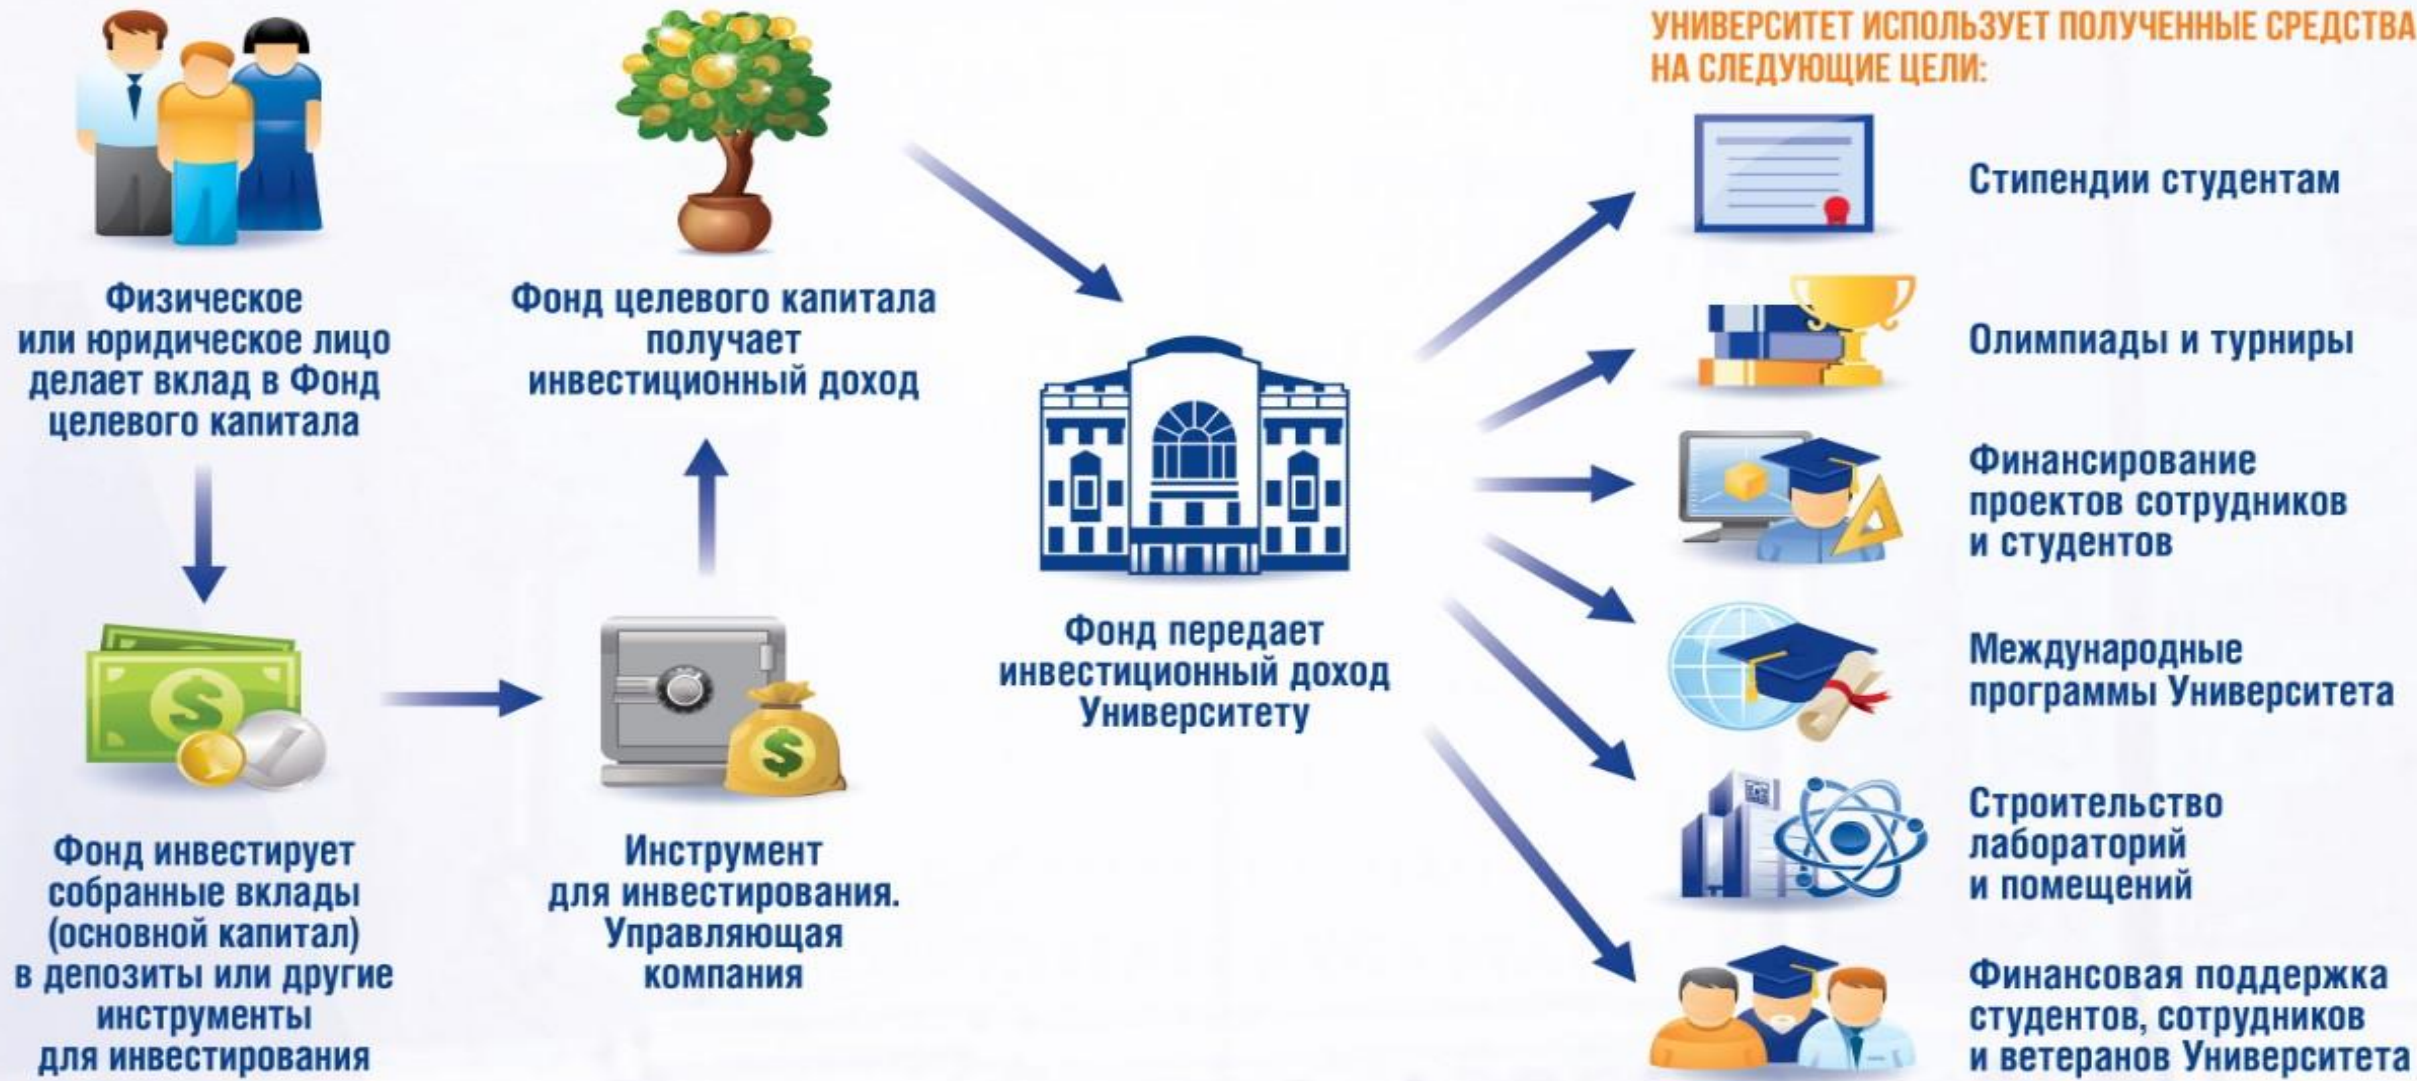 Физическое
или юридическое лицо
делает вклад в Фонд
целевого капитала
Фонд инвестирует
собранные вклады
(основной капитал)
в депозиты или другие
инструменты
для инвестирования
Инструмент
для инвестирования.
Управляющая
компания
Фонд целевого капитала
получает
инвестиционный доход
Фонд передает
инвестиционный доход
Университету
УНИВЕРСИТЕТ ИСПОЛЬЗУЕТ ПОЛУЧЕННЫЕ СРЕДСТВА
НА СЛЕДУЮЩИЕ ЦЕЛИ:
Стипендии студентам
Олимпиады и турниры
Финансирование
проектов сотрудников
и студентов
Международные
программы Университета
Строительство
лабораторий
и помещений
Финансовая поддержка
студентов, сотрудников
и ветеранов Университета